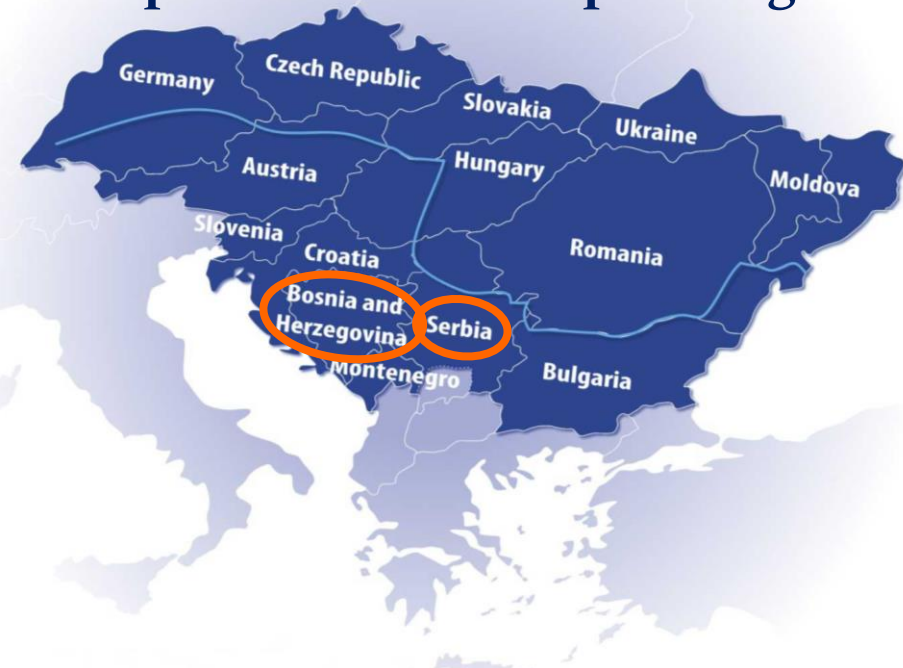 Germany
Czech Republic
Slovakia
Ukraine
Austria
Hungary
Moldova
Slovenia
Croatia
Romania
Bosnia and
Herzegovina
Serbia
Montenegro
Bulgaria